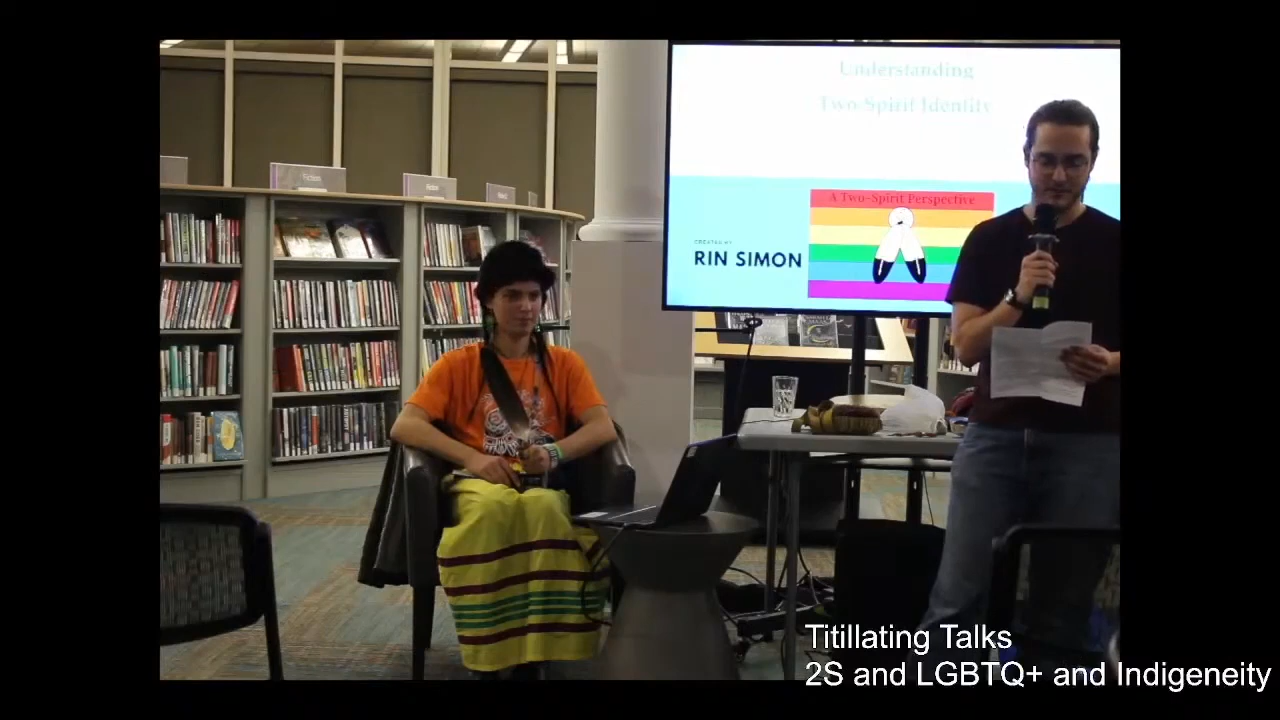 Understanding
Two-Spirit Identity
A Two-Spirit Perspective
CREATED BY
RIN SIMON
Fiction
Fiction
Titillating Talks
2S and LGBTQ+ and Indigeneity